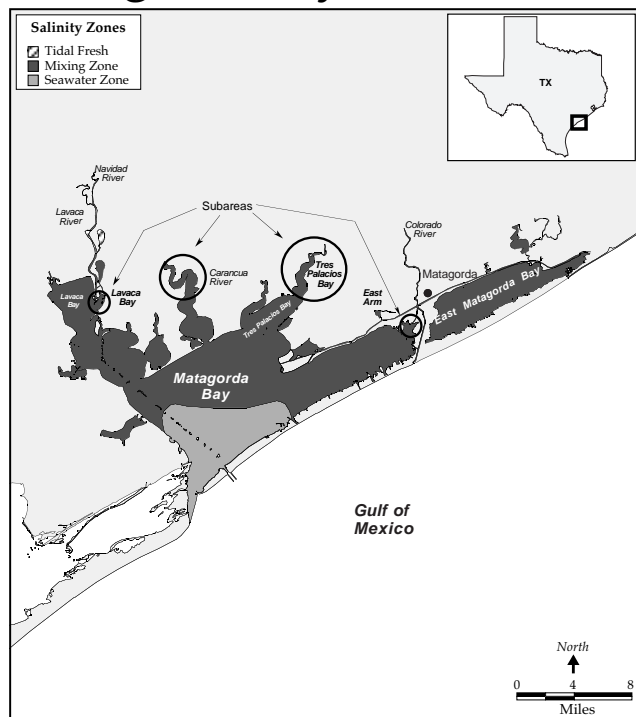 Salinity Zones
Tidal Fresh
Mixing Zone
Seawater Zone
TX
Navidad
River
Lavaca
River
Subareas
Colorado
River
Carancua
River
Tres
Palacios
Bay
Matagorda
Lavaca
Bay
Lavaca
Bay
East
Arm
East Matagorda Bay
Tres Palacios Bay
Matagorda
Bay
Gulf of
Mexico
North
0 4 8
Miles